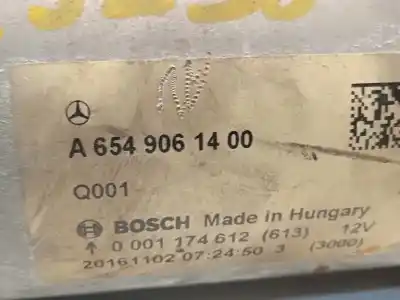 A 654 906 14 00
Q001
BOSCH Made in Hungary
0 001 174 612 (613) 12V
20161102 07:24:50 3 (3000)